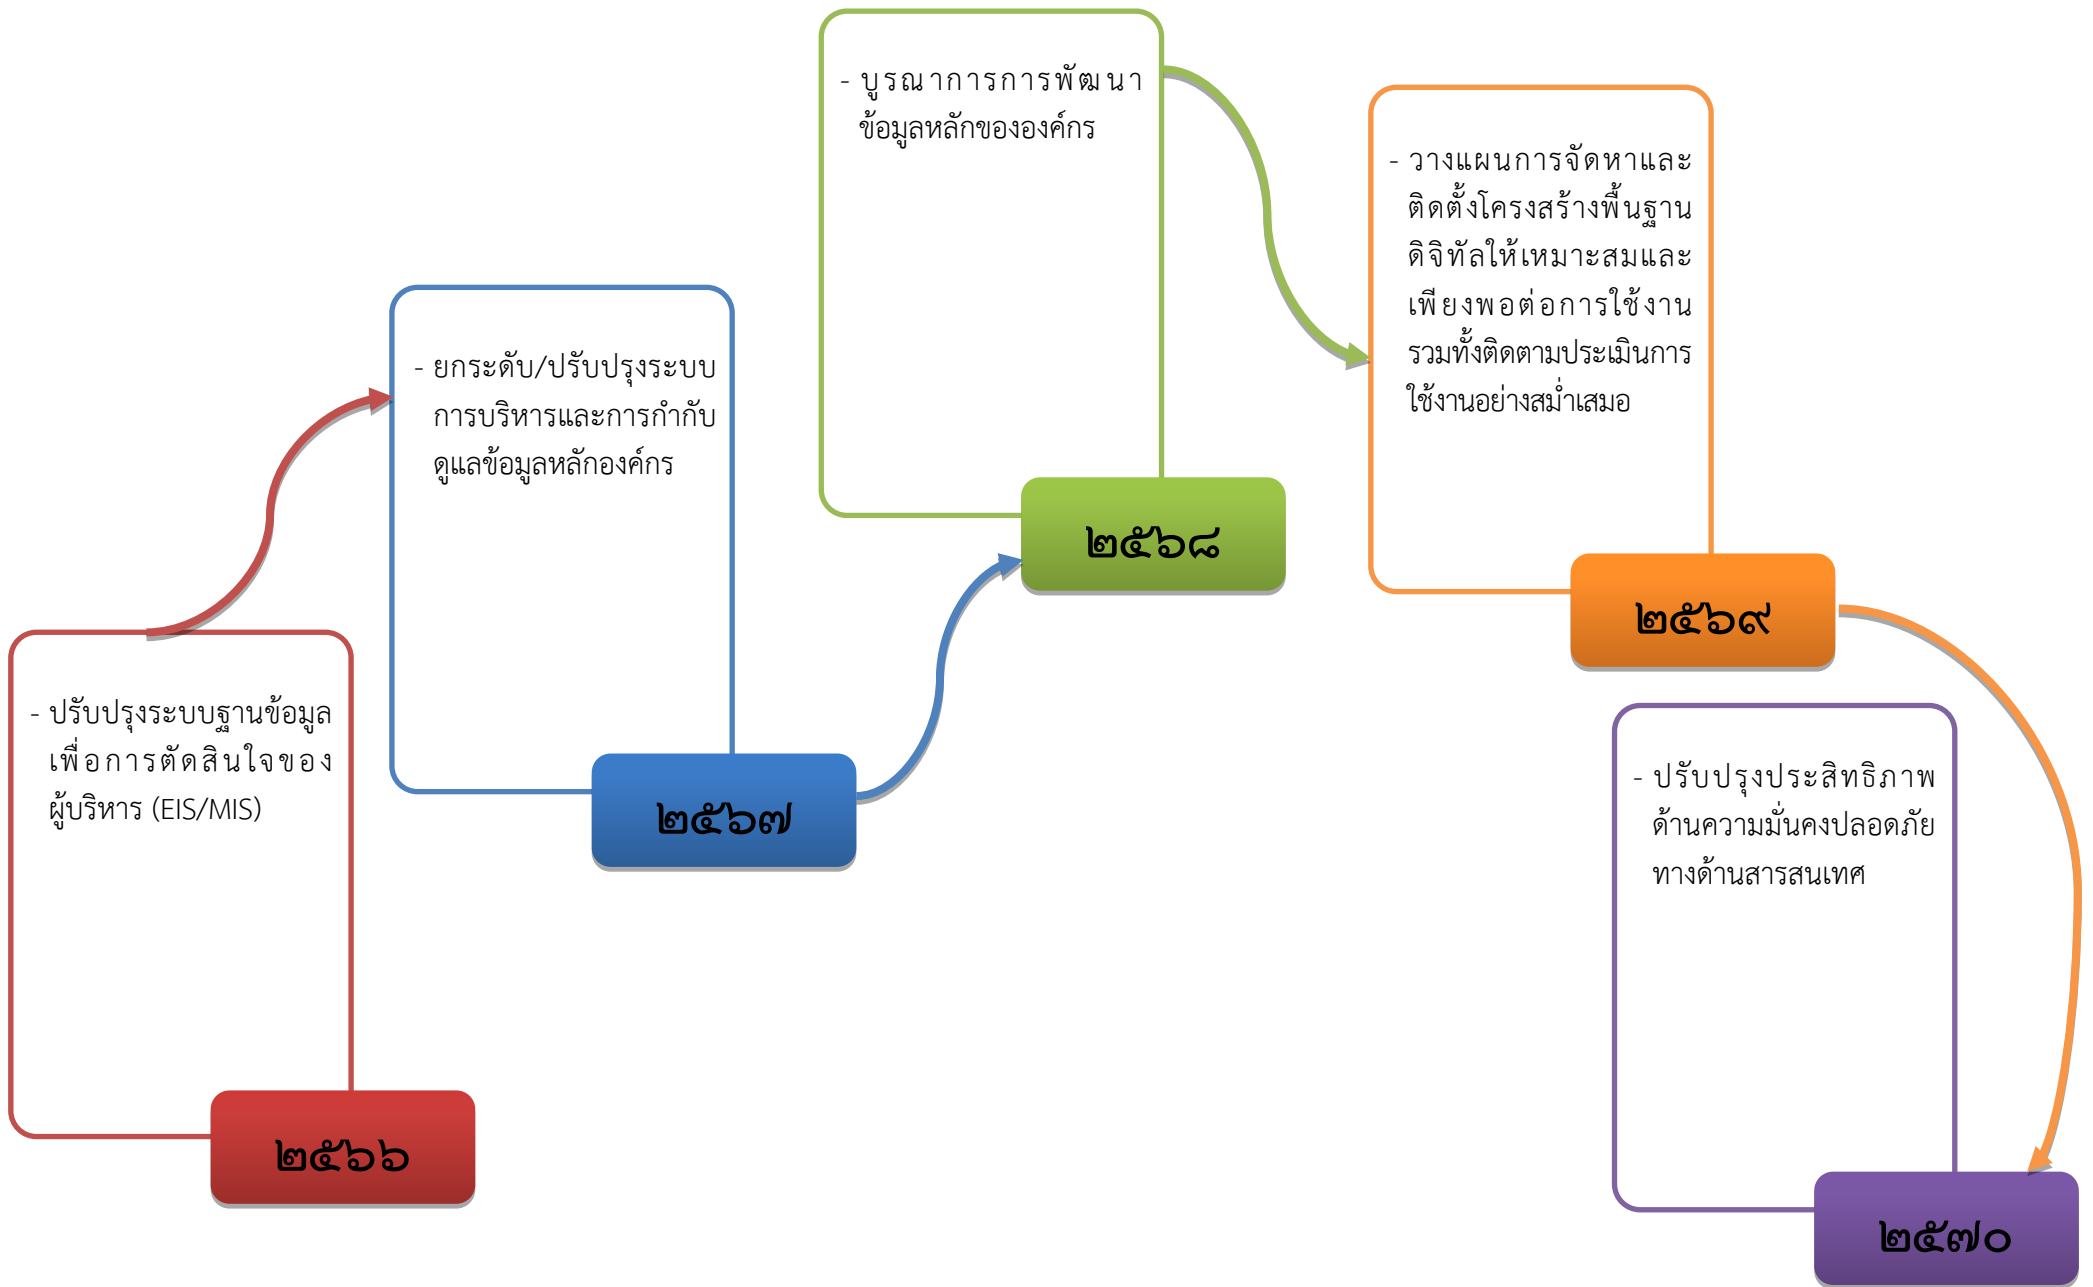 - ปรับปรุงระบบฐานข้อมูล
เพื่อการตัดสินใจของ
ผู้บริหาร (EIS/MIS)
๒๕๖๖
- ยกระดับ/ปรับปรุงระบบ
การบริหารและการกำกับ
ดูแลข้อมูลหลักองค์กร
๒๕๖๗
- บูรณาการการพัฒนา
ข้อมูลหลักขององค์กร
๒๕๖๘
- วางแผนการจัดหาและ
ติดตั้งโครงสร้างพื้นฐาน
ดิจิทัลให้เหมาะสมและ
เพียงพอต่อการใช้งาน
รวมทั้งติดตามประเมินการ
ใช้งานอย่างสม่ำเสมอ
๒๕๖๙
- ปรับปรุงประสิทธิภาพ
ด้านความมั่นคงปลอดภัย
ทางด้านสารสนเทศ
๒๕๗๐